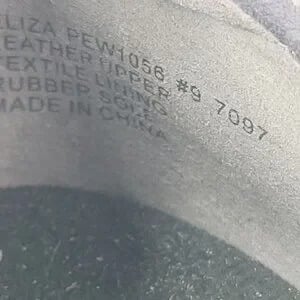 ELIZA PEW1056 #9 7097
LEATHER UPPER
TEXTILE LINING
RUBBER SOLE
MADE IN CHINA